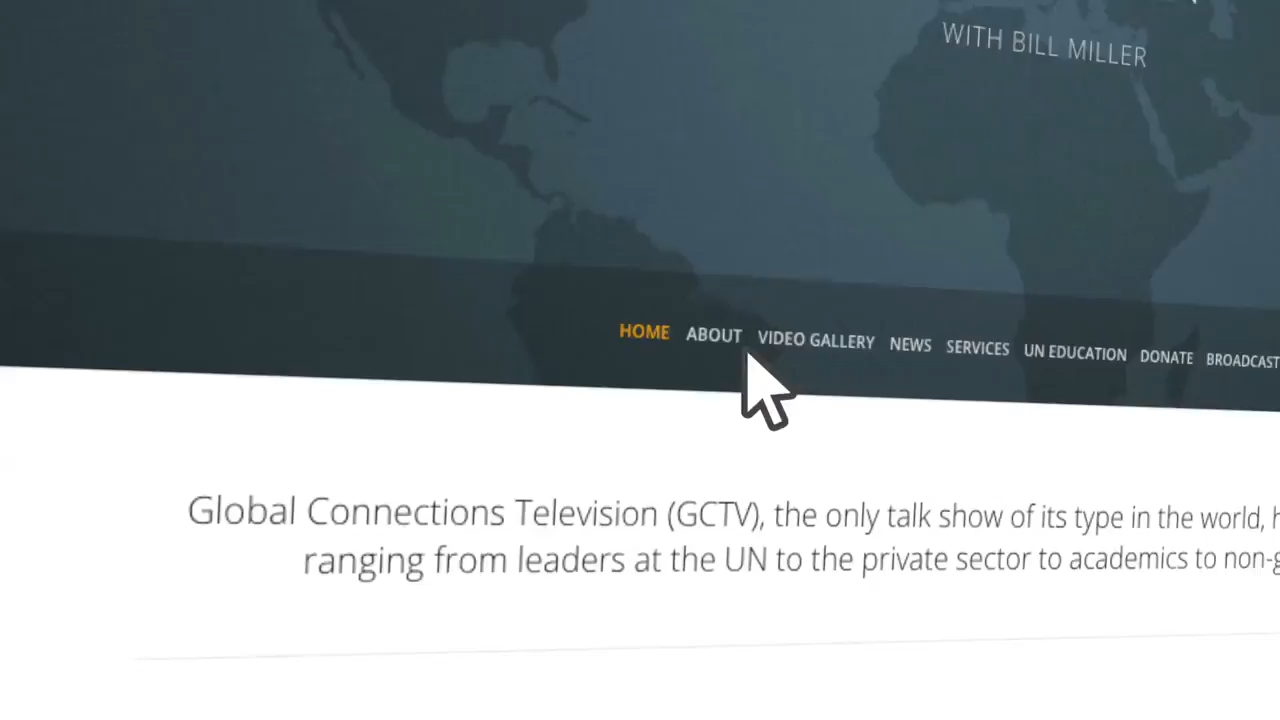 WITH BILL MILLER
HOME ABOUT VIDEO GALLERY NEWS SERVICES UN EDUCATION DONATE BROADCAST
Global Connections Television (GCTV), the only talk show of its type in the world,
ranging from leaders at the UN to the private sector to academics to non-